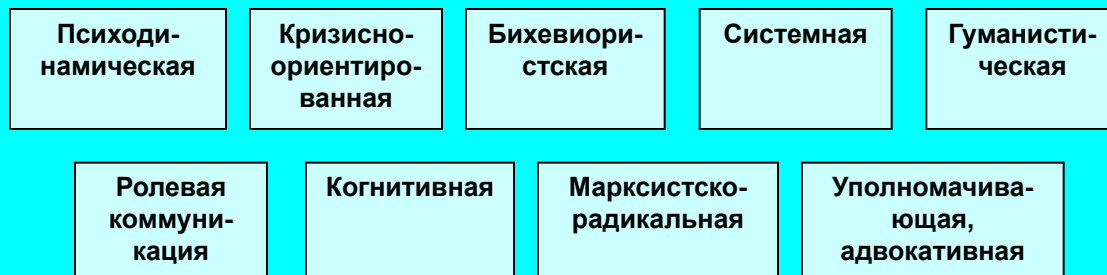 Психоди-
намическая
Кризисно-
ориентиро-
ванная
Бихевиори-
стская
Системная
Гуманисти-
ческая
Ролевая
коммуни-
кация
Когнитивная
Марксистско-
радикальная
Уполномачива-
ющая,
адвокативная